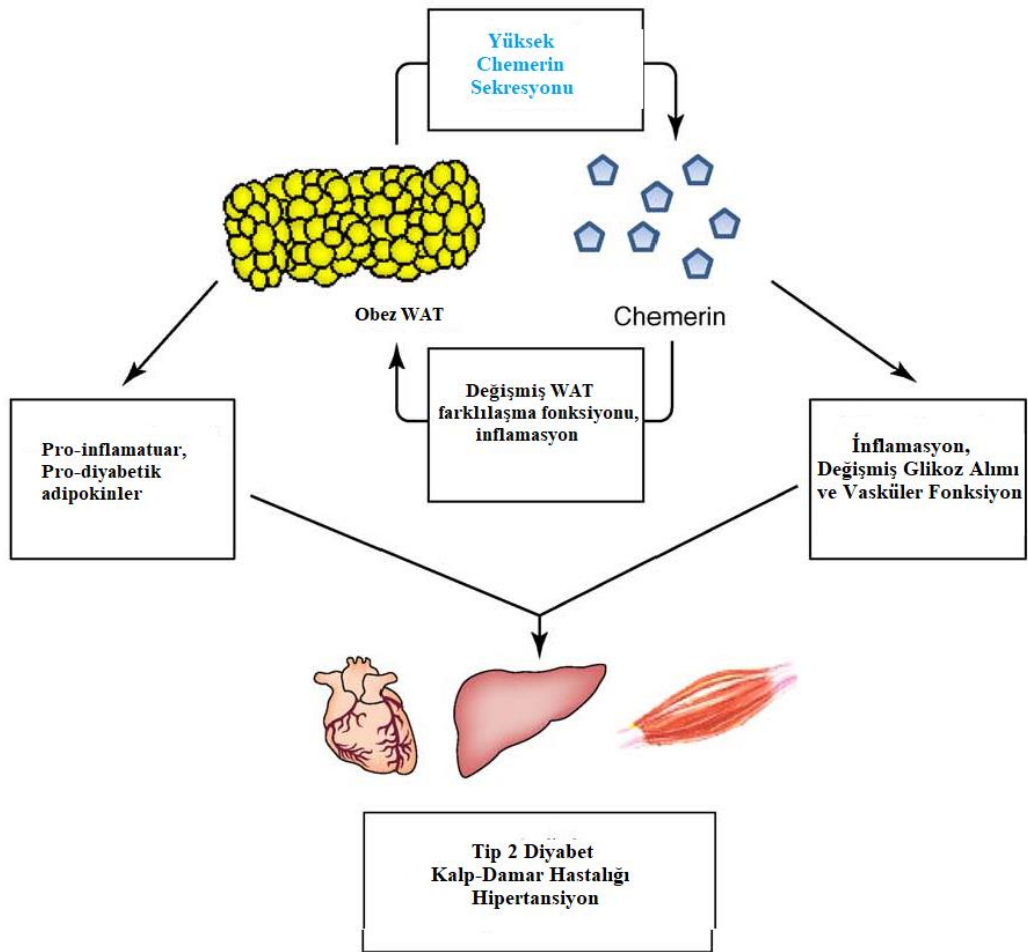 Yüksek
Chemerin
Sekresyonu
Obez WAT
Chemerin
Değişmiş WAT
farklılaşma fonksiyonu,
inflamasyon
Pro-inflamatuar,
Pro-diyabetik
adipokinler
İnflamasyon,
Değişmiş Glikoz Alımı
ve Vasküler Fonksiyon
Tip 2 Diyabet
Kalp-Damar Hastalığı
Hipertansiyon